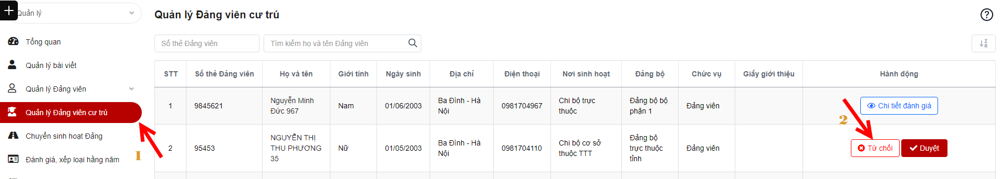 Quản lý
Tổng quan
Quản lý bài viết
Quản lý Đảng viên
Quản lý Đảng viên cư trú
Chuyển sinh hoạt Đảng
Đánh giá, xếp loại hằng năm
1
Quản lý Đảng viên cư trú
Số thẻ Đảng viên
Tìm kiếm họ và tên Đảng viên
STT Số thẻ Đảng viên Họ và tên Giới tính Ngày sinh Địa chỉ Điện thoại Nơi sinh hoạt Đảng bộ Chức vụ Giấy giới thiệu Hành động
1 9845621 Nguyễn Minh Đức 967 Nam 01/06/2003 Ba Đình - Hà Nội 0981704967 Chi bộ trực thuộc Đảng bộ bộ phận 1 Đảng viên Chi tiết đánh giá
2
2 95453 NGUYỄN THỊ THU PHƯƠNG 35 Nữ 01/05/2003 Ba Đình - Hà Nội 0981704110 Chi bộ cơ sở thuộc TTT Đảng bộ trực thuộc tỉnh Đảng viên Từ chối Duyệt